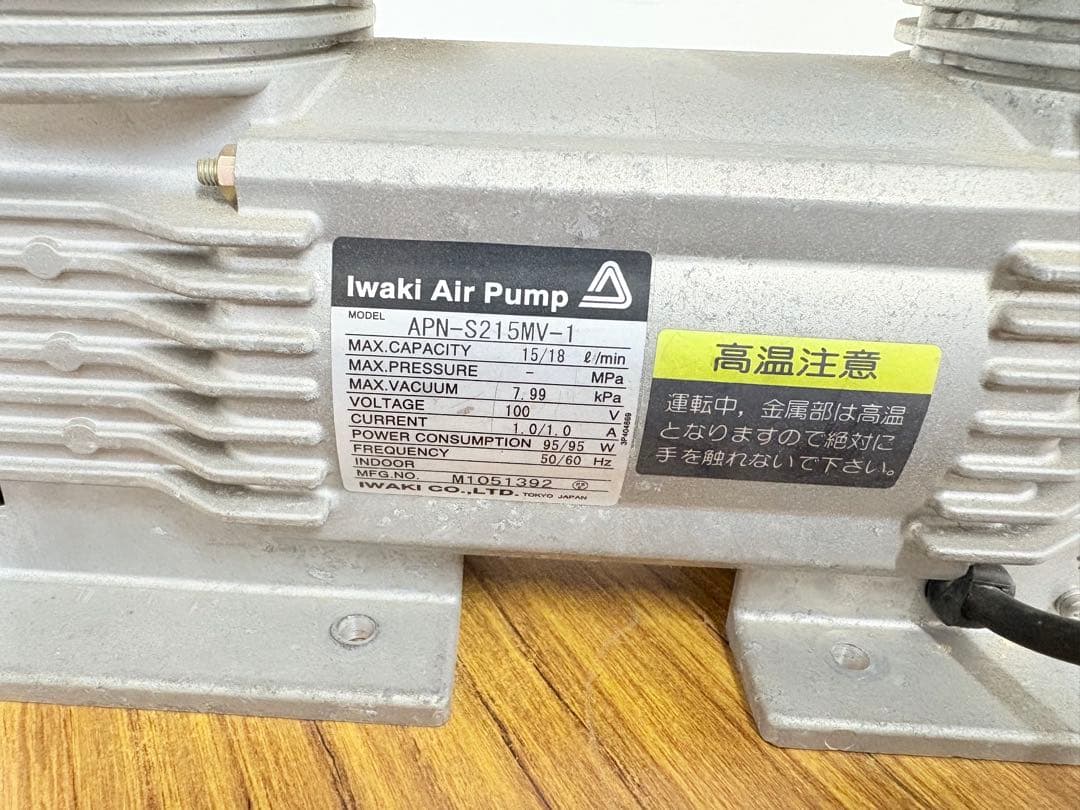 Iwaki Air Pump
MODEL APN-S215MV-1
MAX.CAPACITY 15/18 ℓ/min
MAX.PRESSURE - MPa
MAX.VACUUM 7.99 kPa
VOLTAGE 100 V
CURRENT 1.0/1.0 A
POWER CONSUMPTION 95/95 W
FREQUENCY 50/60 Hz
INDOOR
MFG.NO. M1051392
IWAKI CO.,LTD. TOKYO JAPAN
高温注意
運転中，金属部は高温
となりますので絶対に
手を触れないで下さい。